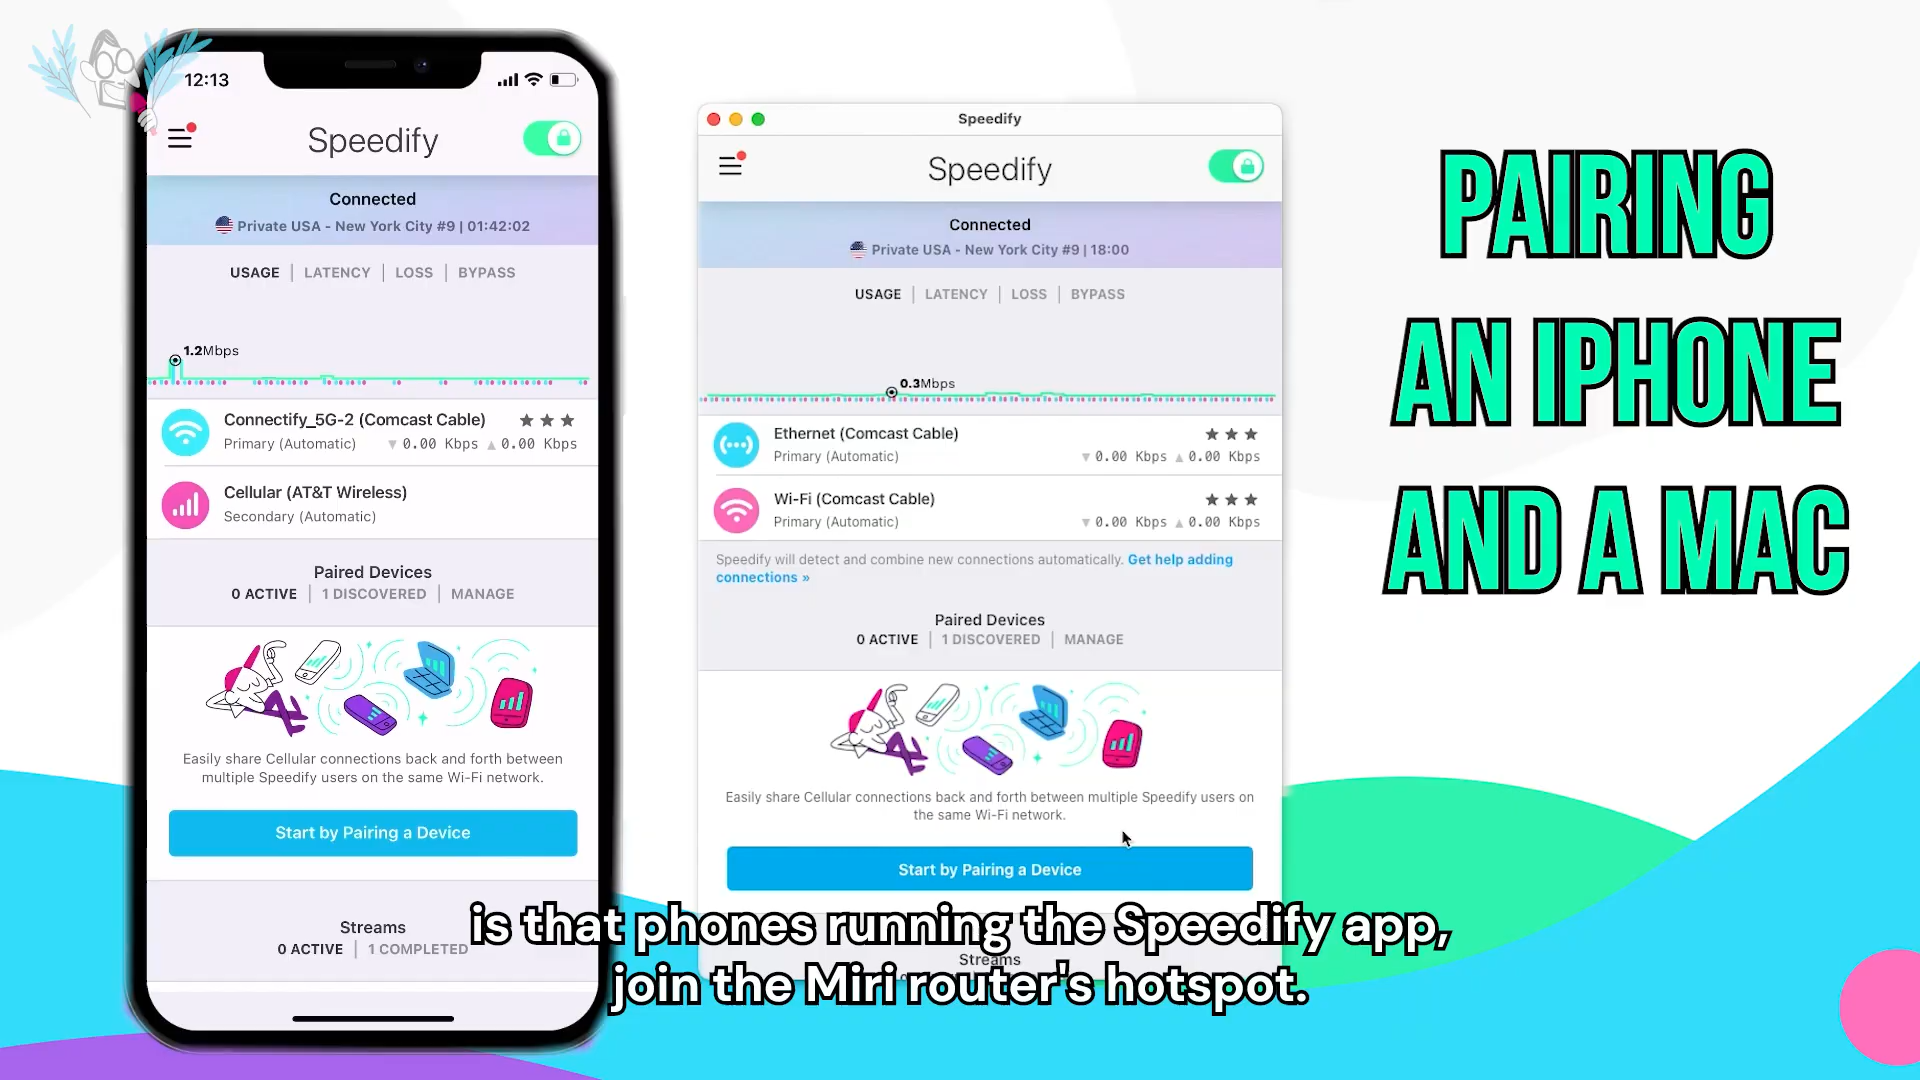 12:13
Speedify
Connected
Private USA - New York City #9 | 01:42:02
USAGE | LATENCY | LOSS | BYPASS
1.2Mbps
Connectify_5G-2 (Comcast Cable)
Primary (Automatic) 0.00 Kbps 0.00 Kbps
Cellular (AT&T Wireless)
Secondary (Automatic)
Paired Devices
0 ACTIVE | 1 DISCOVERED | MANAGE
Easily share Cellular connections back and forth between
multiple Speedify users on the same Wi-Fi network.
Start by Pairing a Device
Streams
0 ACTIVE | 1 COMPLETED
Speedify
Speedify
Connected
Private USA - New York City #9 | 18:00
USAGE | LATENCY | LOSS | BYPASS
0.3Mbps
Ethernet (Comcast Cable)
Primary (Automatic) 0.00 Kbps 0.00 Kbps
Wi-Fi (Comcast Cable)
Primary (Automatic) 0.00 Kbps 0.00 Kbps
Speedify will detect and combine new connections automatically. Get help adding
connections »
Paired Devices
0 ACTIVE | 1 DISCOVERED | MANAGE
Easily share Cellular connections back and forth between multiple Speedify users on
the same Wi-Fi network.
Start by Pairing a Device
Streams
PAIRING
AN IPHONE
AND A MAC
is that phones running the Speedify app,
join the Miri router's hotspot.